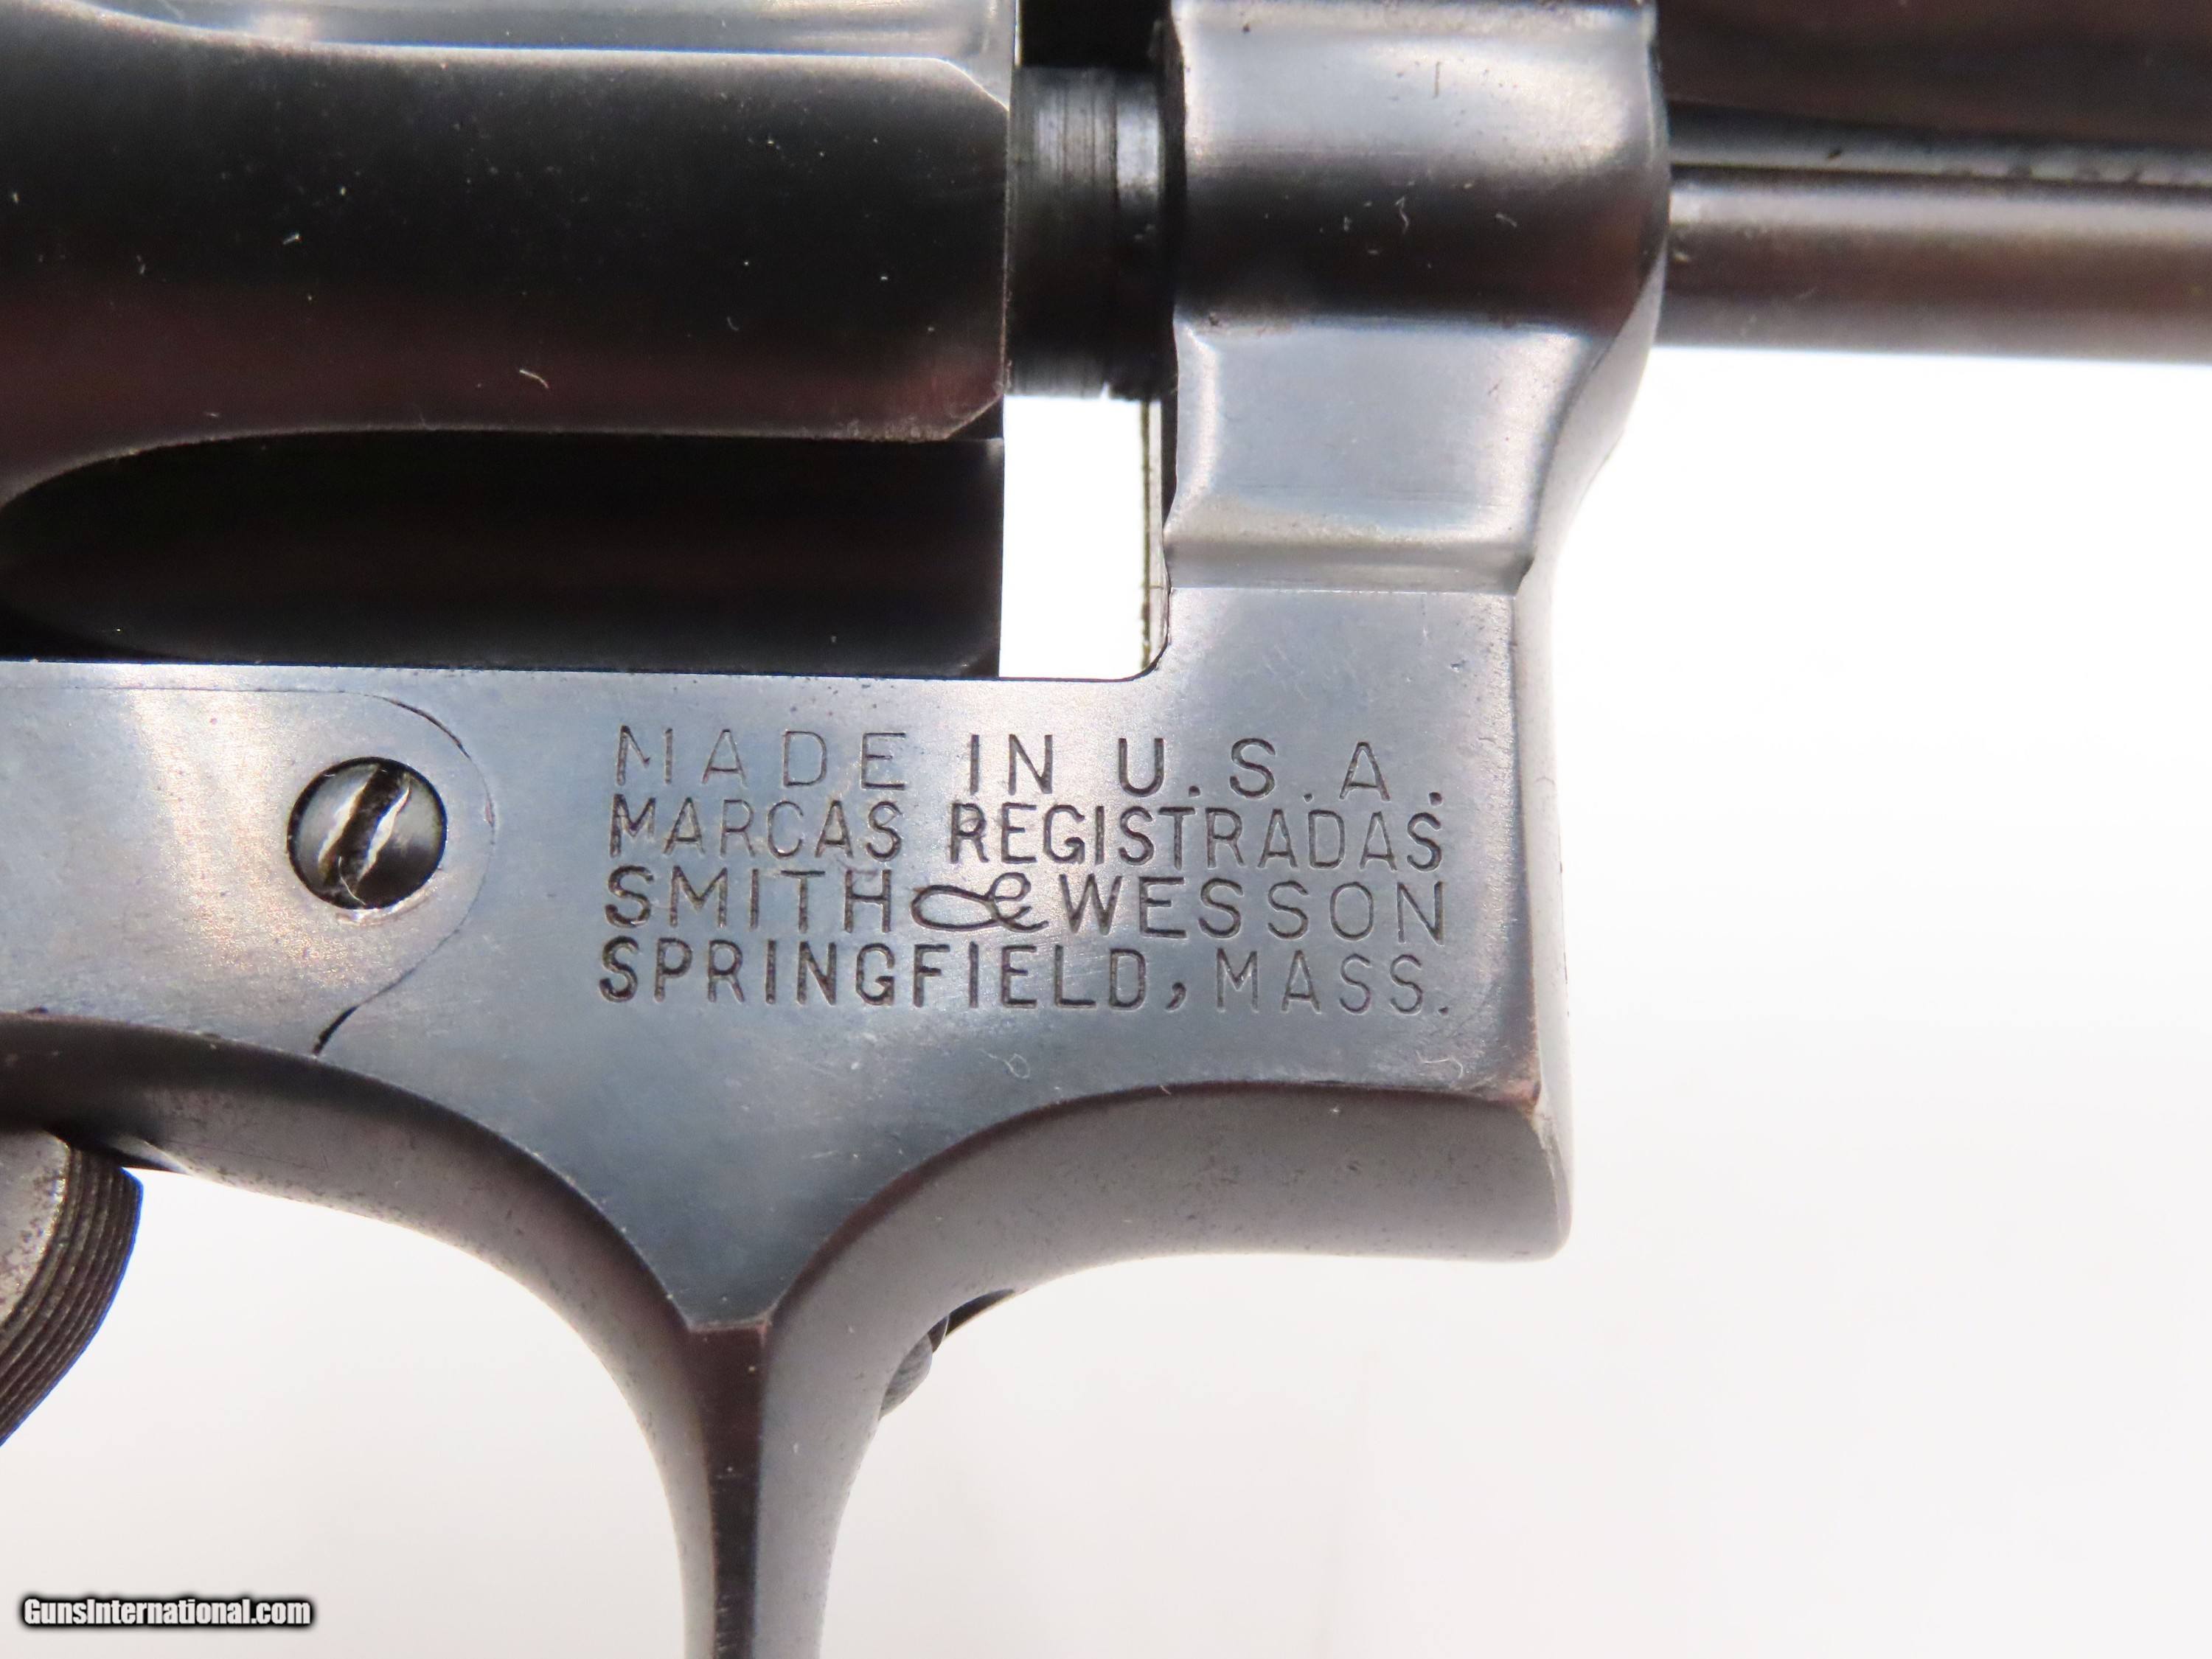 MADE IN U.S.A.
MARCAS REGISTRADAS
SMITH & WESSON
SPRINGFIELD, MASS.
GunsInternational.com